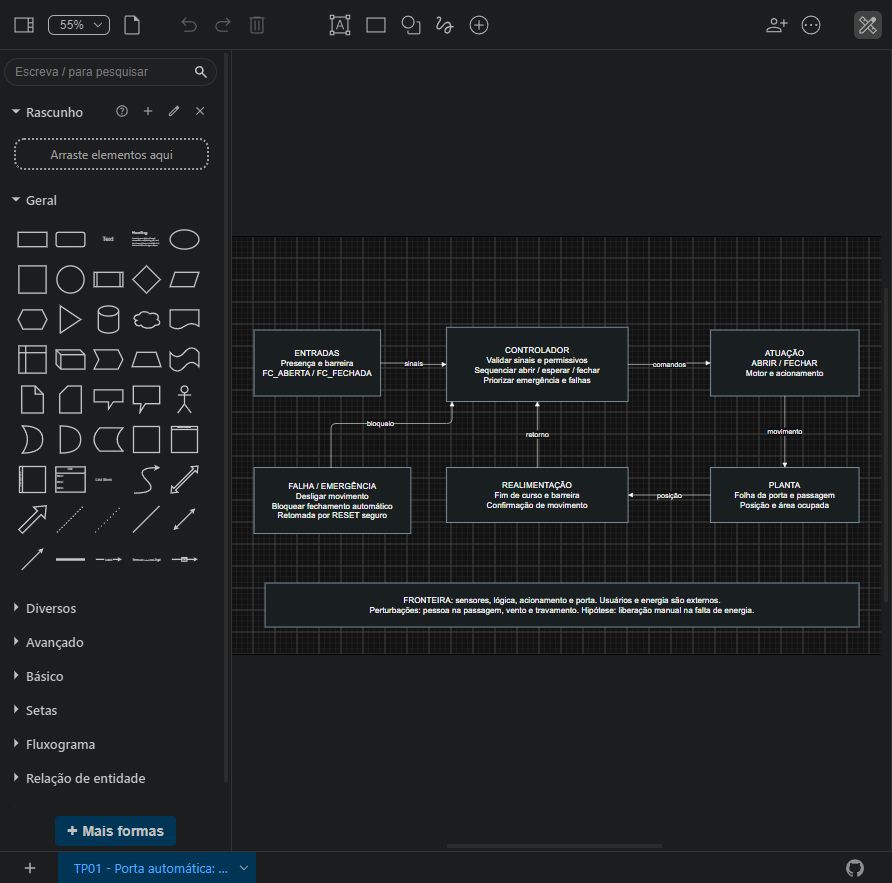 55%
Escreva / para pesquisar
Rascunho
Arraste elementos aqui
Geral
Text
Heading
Diversos
Avançado
Básico
Setas
Fluxograma
Relação de entidade
+ Mais formas
TP01 - Porta automática: ...
ENTRADAS
Presença e barreira
FC_ABERTA / FC_FECHADA
sinais
CONTROLADOR
Validar sinais e permissivos
Sequenciar abrir / esperar / fechar
Priorizar emergência e falhas
comandos
ATUAÇÃO
ABRIR / FECHAR
Motor e acionamento
bloqueio
retorno
movimento
FALHA / EMERGÊNCIA
Desligar movimento
Bloquear fechamento automático
Retomada por RESET seguro
REALIMENTAÇÃO
Fim de curso e barreira
Confirmação de movimento
posição
PLANTA
Folha da porta e passagem
Posição e área ocupada
FRONTEIRA: sensores, lógica, acionamento e porta. Usuários e energia são externos.
Perturbações: pessoa na passagem, vento e travamento. Hipótese: liberação manual na falta de energia.